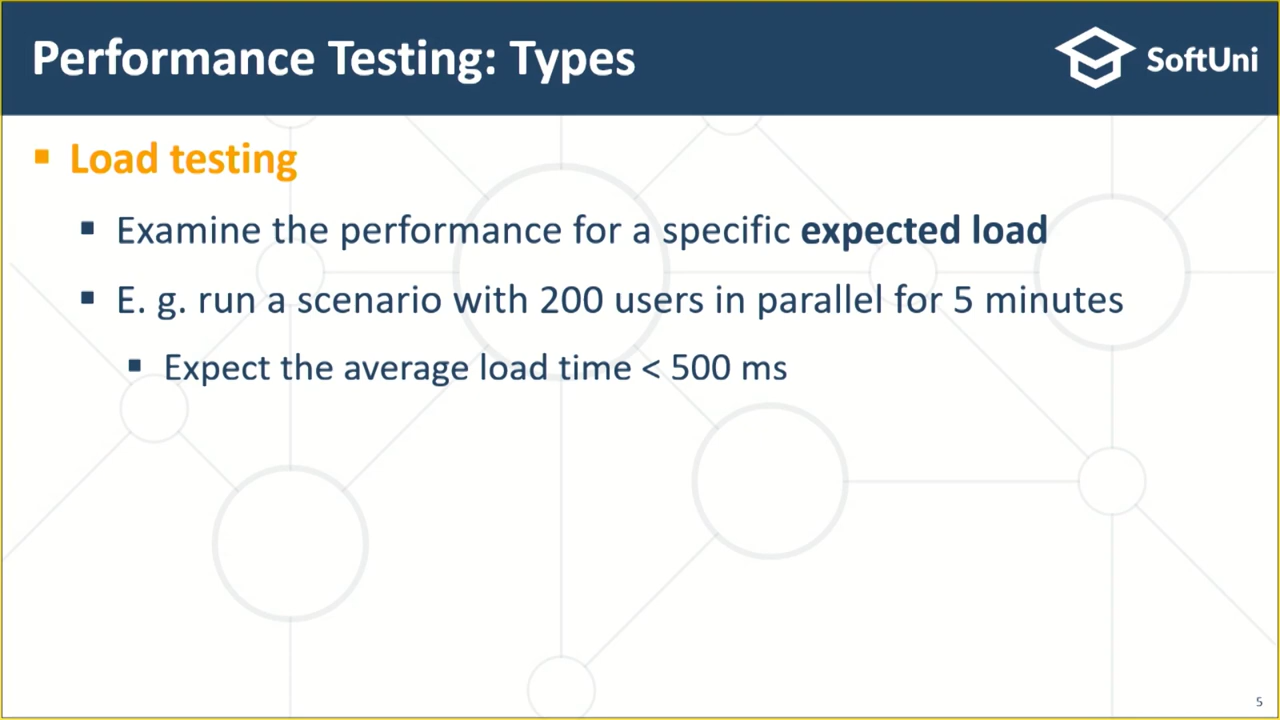 Performance Testing: Types
SoftUni
Load testing
Examine the performance for a specific expected load
E. g. run a scenario with 200 users in parallel for 5 minutes
Expect the average load time < 500 ms
5